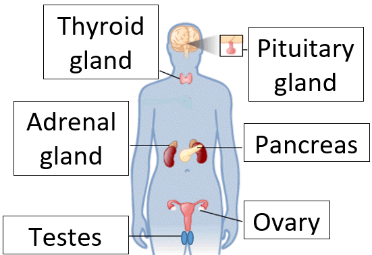 Thyroid
gland
Pituitary
gland
Adrenal
gland
Pancreas
Ovary
Testes